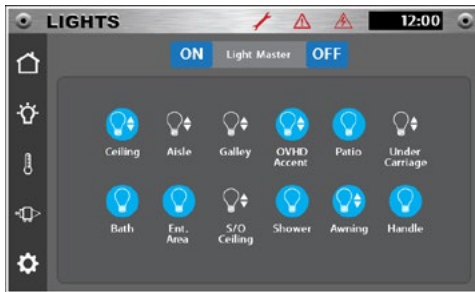 LIGHTS 12:00
ON Light Master OFF
Ceiling Aisle Galley OVHD Accent Patio Under Carriage
Bath Ent. Area S/O Ceiling Shower Awning Handle